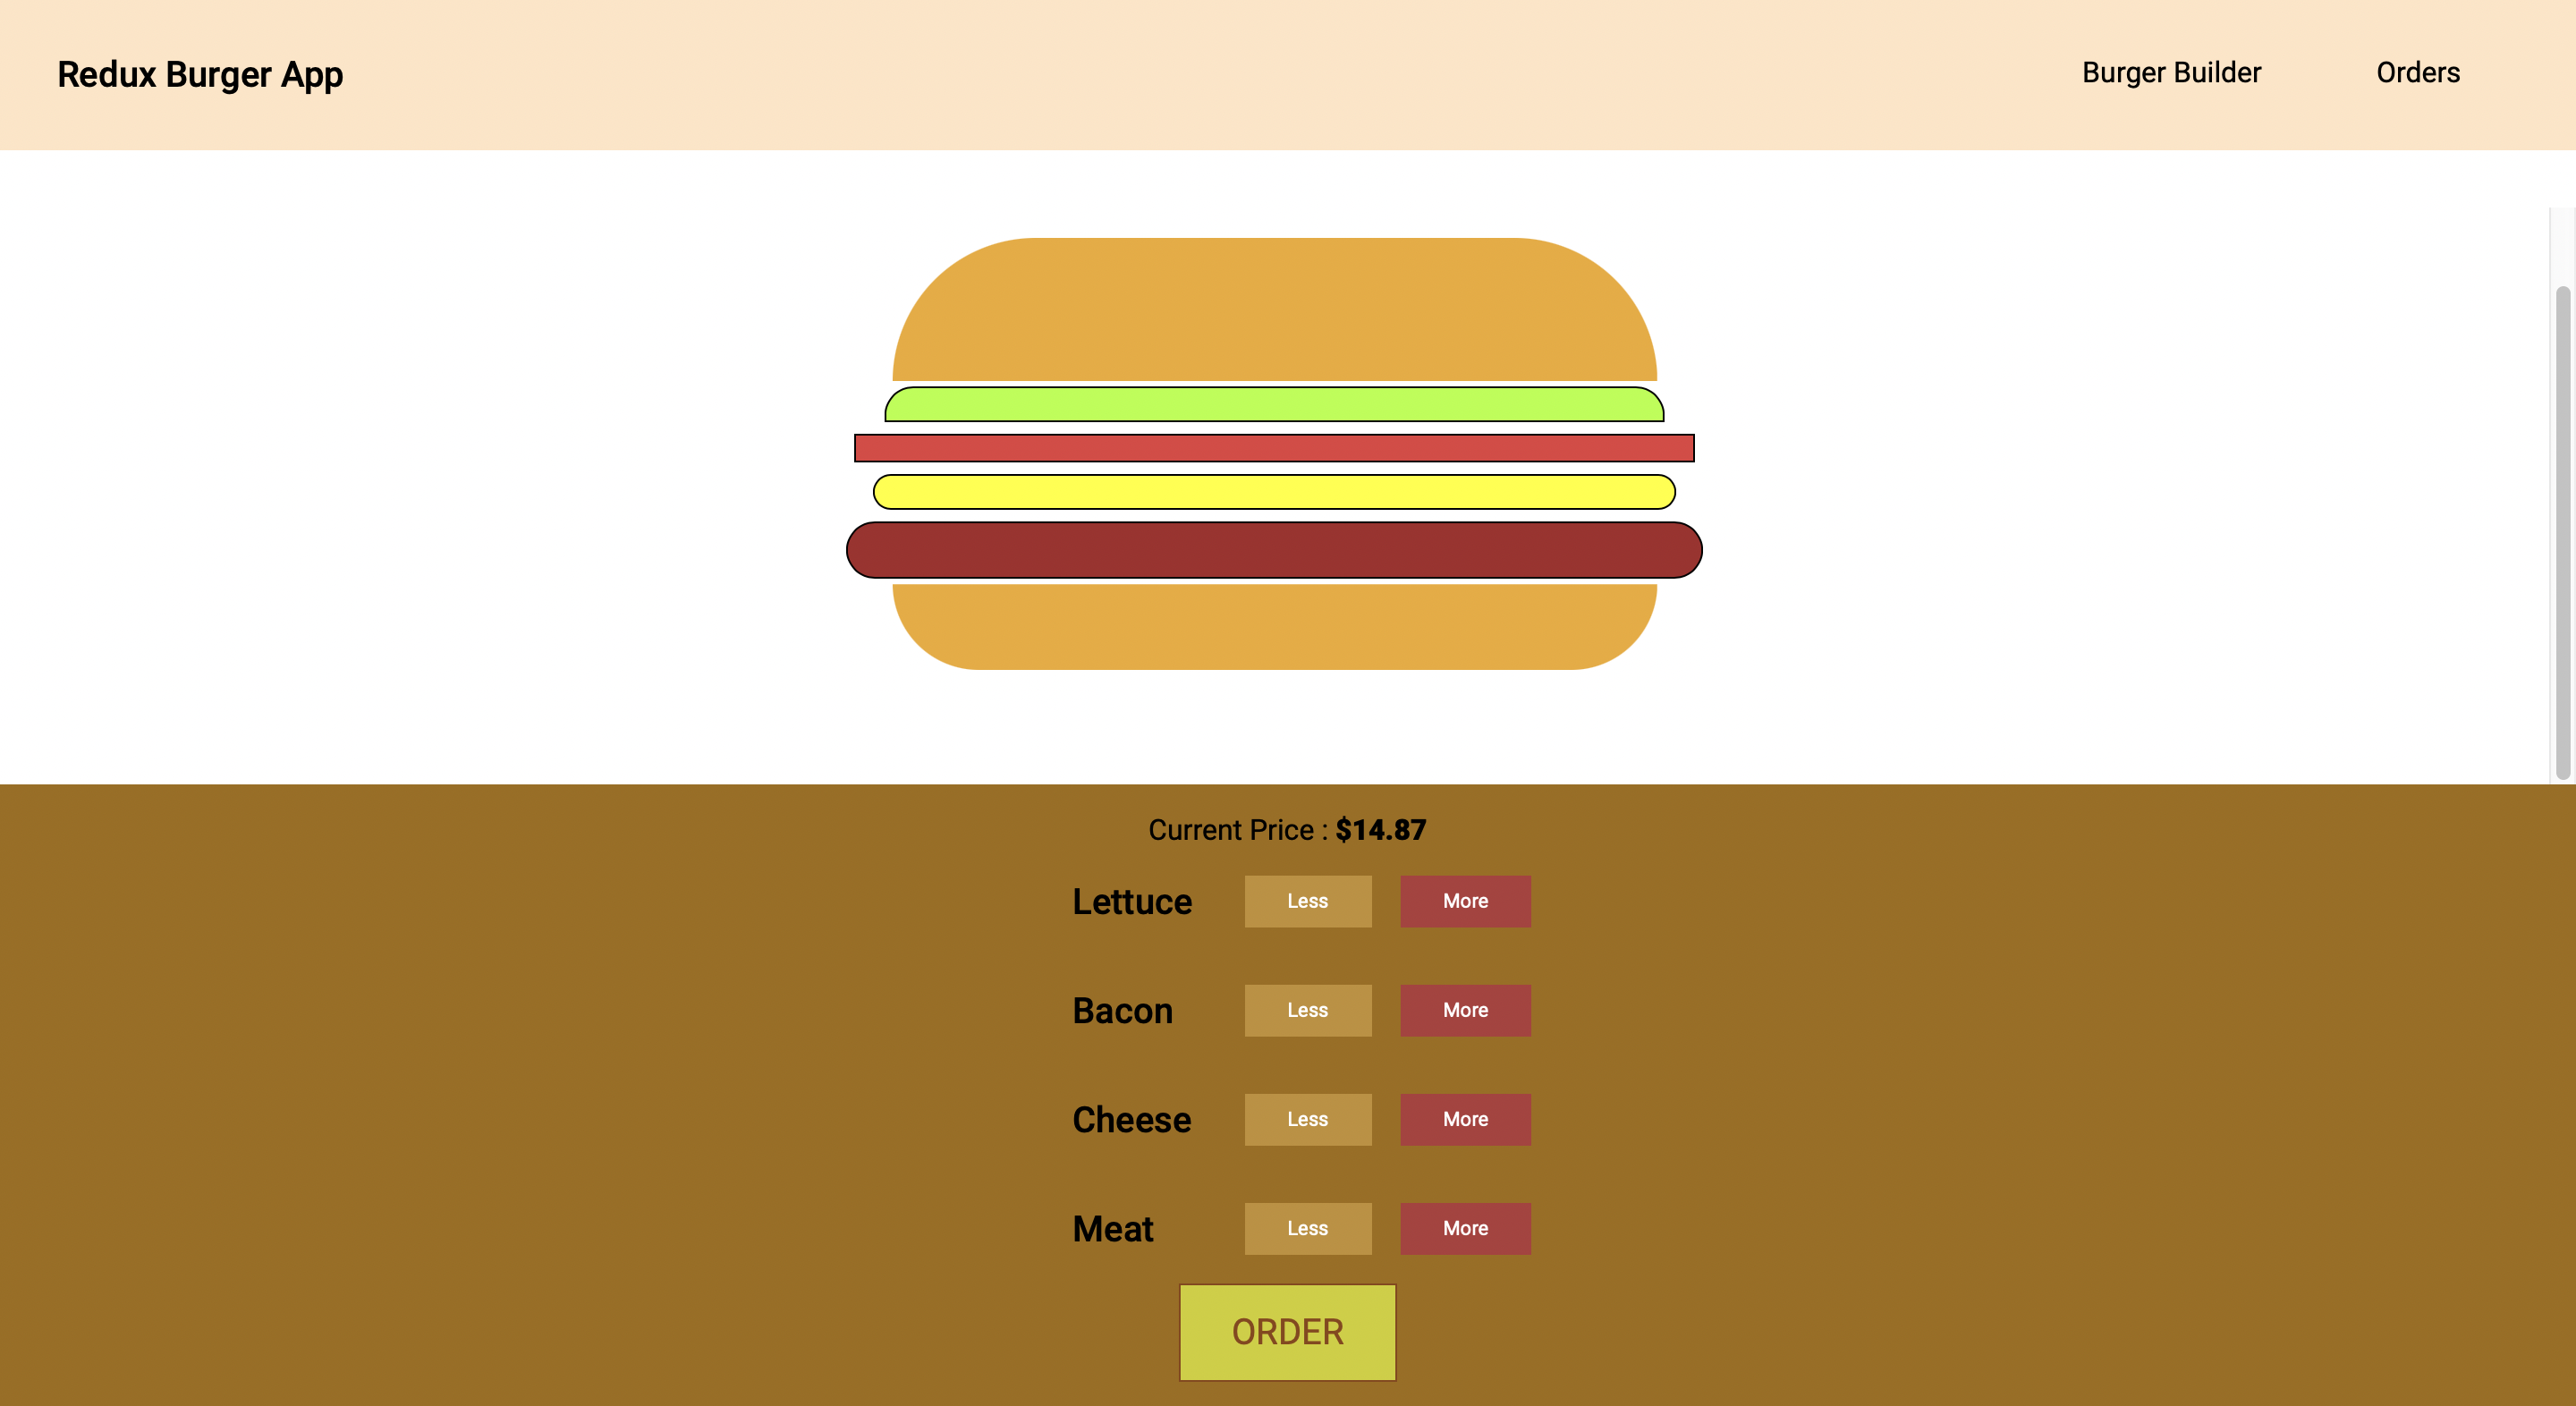 Redux Burger App
Burger Builder Orders
Current Price : $14.87
Lettuce Less More
Bacon Less More
Cheese Less More
Meat Less More
ORDER